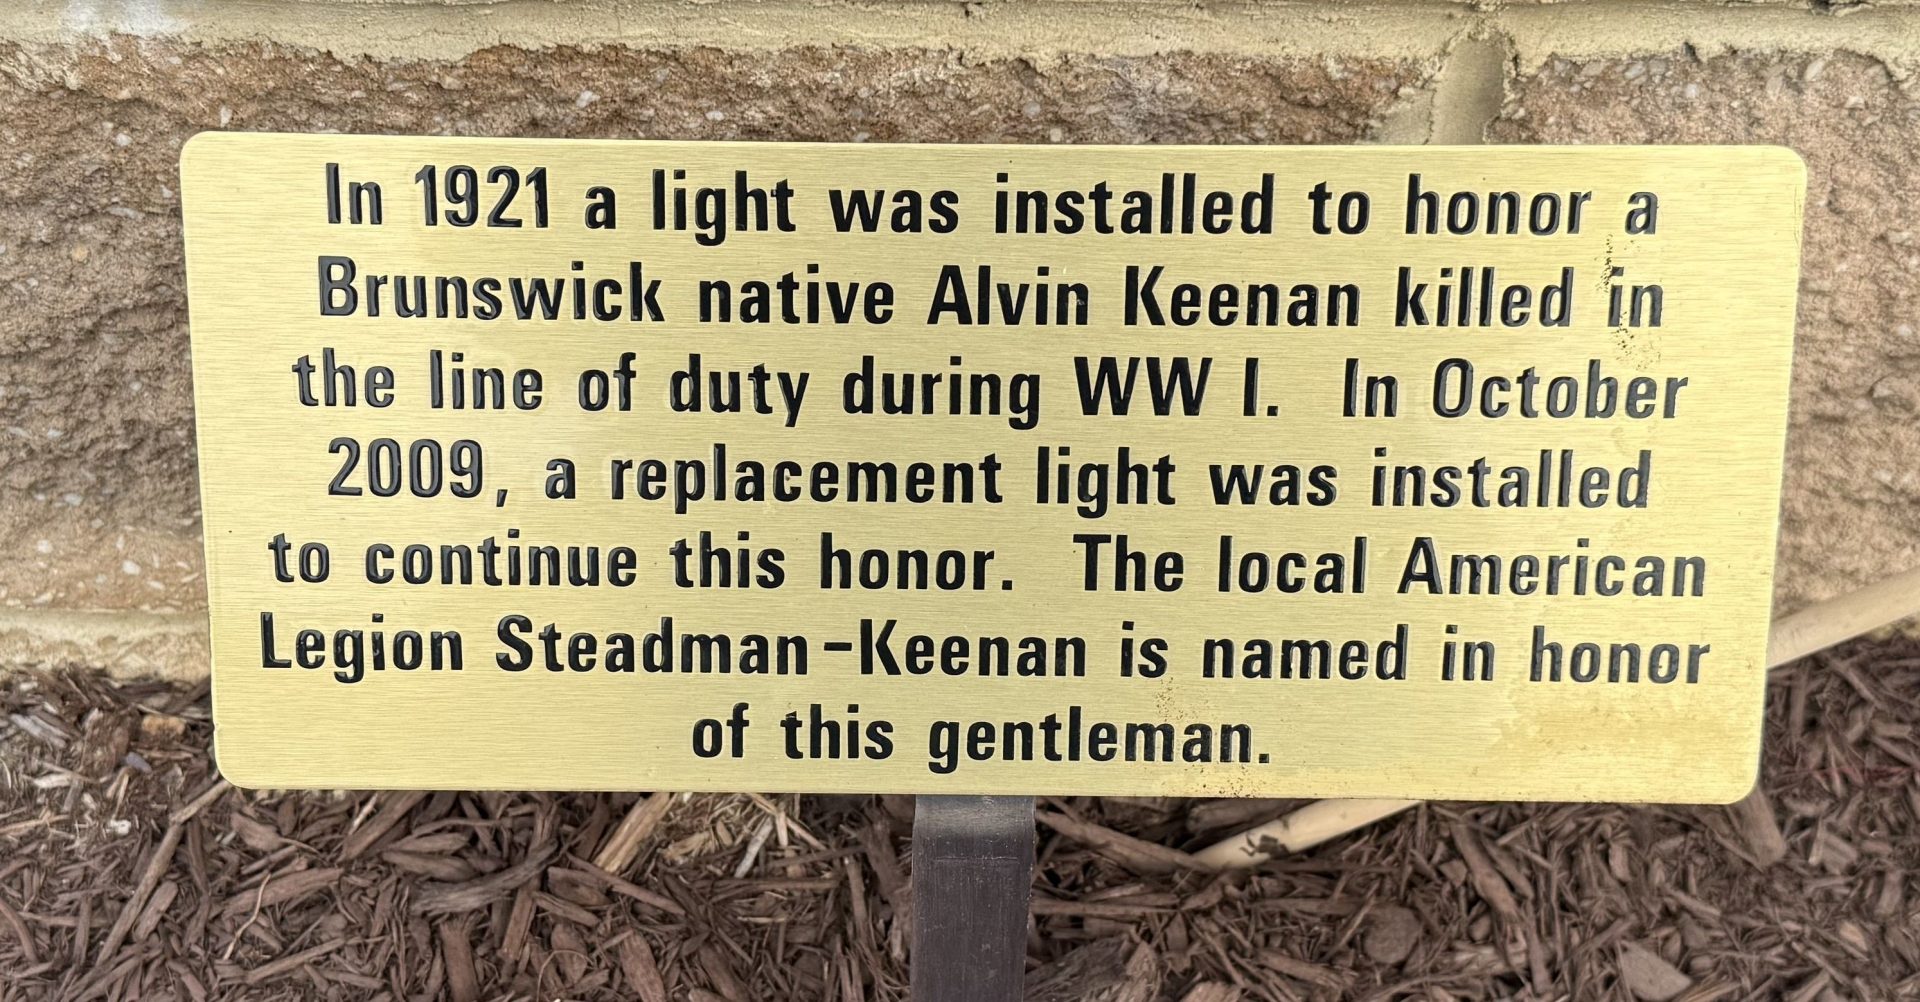 In 1921 a light was installed to honor a
Brunswick native Alvin Keenan killed in
the line of duty during WW I. In October
2009, a replacement light was installed
to continue this honor. The local American
Legion Steadman-Keenan is named in honor
of this gentleman.